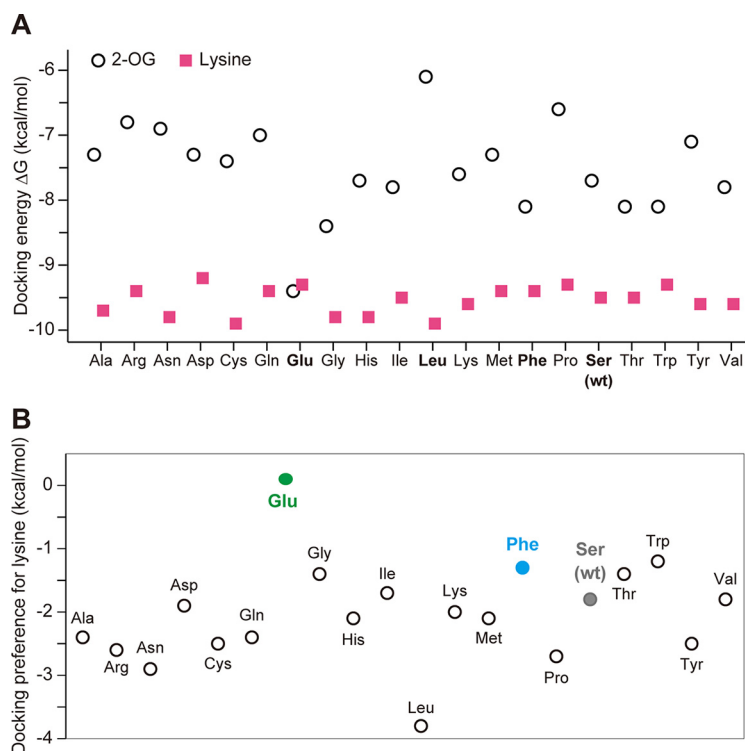 A
2-OG Lysine
Docking energy ΔG (kcal/mol)
-6
-7
-8
-9
-10
Ala Arg Asn Asp Cys Gln Glu Gly His Ile Leu Lys Met Phe Pro Ser Thr Trp Tyr Val
(wt)
B
Docking preference for lysine (kcal/mol)
0
-1
-2
-3
-4
Ala
Arg
Asn
Asp
Cys
Gln
Glu
Gly
His
Ile
Leu
Lys
Met
Phe
Pro
Ser
(wt)
Thr
Trp
Tyr
Val